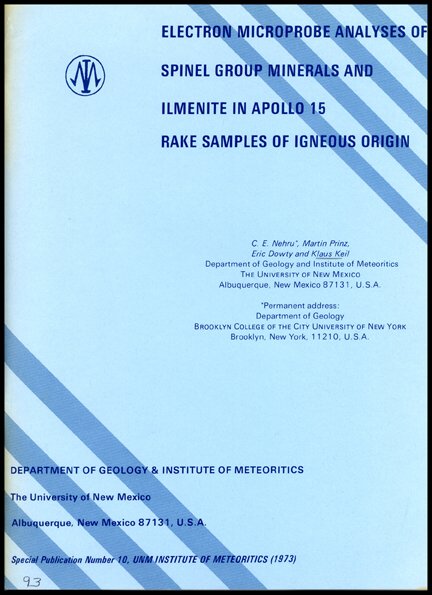 ELECTRON MICROPROBE ANALYSES OF
SPINEL GROUP MINERALS AND
ILMENITE IN APOLLO 15
RAKE SAMPLES OF IGNEOUS ORIGIN
C. E. Nehru*, Martin Prinz,
Eric Dowty and Klaus Keil
Department of Geology and Institute of Meteoritics
THE UNIVERSITY OF NEW MEXICO
Albuquerque, New Mexico 87131, U.S.A.
*Permanent address:
Department of Geology
BROOKLYN COLLEGE OF THE CITY UNIVERSITY OF NEW YORK
Brooklyn, New York, 11210, U.S.A.
DEPARTMENT OF GEOLOGY & INSTITUTE OF METEORITICS
The University of New Mexico
Albuquerque, New Mexico 87131, U.S.A.
Special Publication Number 10, UNM INSTITUTE OF METEORITICS (1973)
93